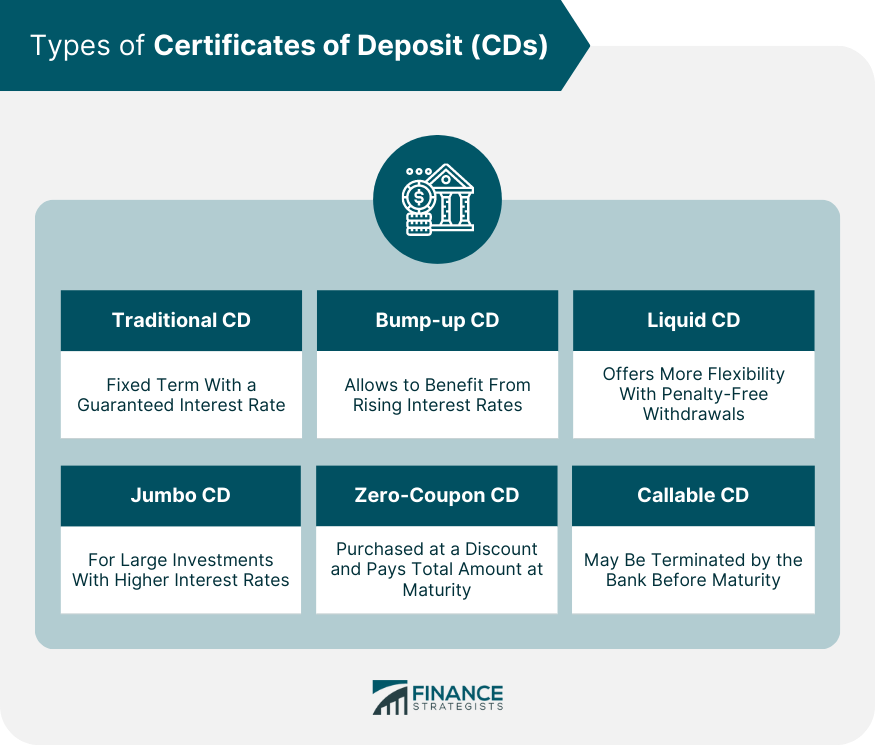 Types of Certificates of Deposit (CDs)
$
Traditional CD
Fixed Term With a
Guaranteed Interest Rate
Bump-up CD
Allows to Benefit From
Rising Interest Rates
Liquid CD
Offers More Flexibility
With Penalty-Free
Withdrawals
Jumbo CD
For Large Investments
With Higher Interest Rates
Zero-Coupon CD
Purchased at a Discount
and Pays Total Amount at
Maturity
Callable CD
May Be Terminated by the
Bank Before Maturity
FINANCE
STRATEGISTS